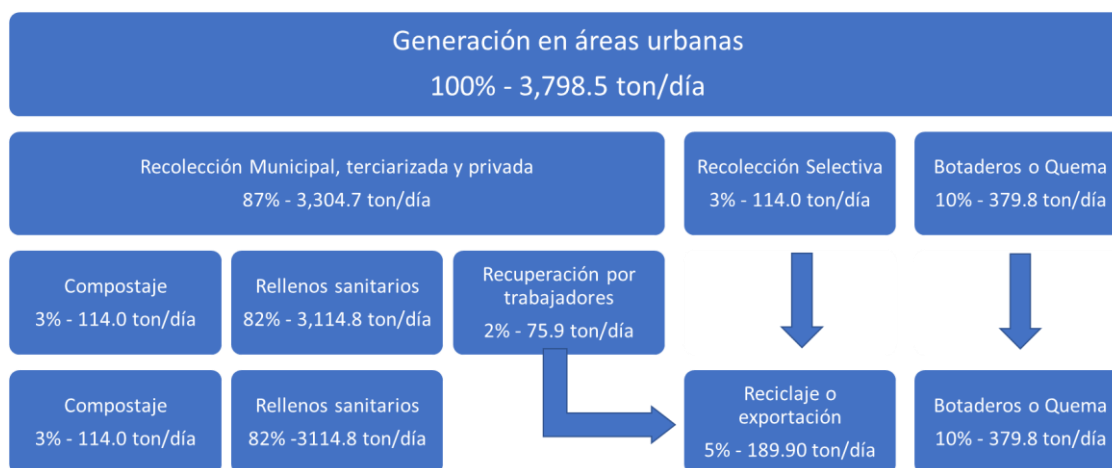 Generación en áreas urbanas
100% - 3,798.5 ton/día
Recolección Municipal, terciarizada y privada
87% - 3,304.7 ton/día
Recolección Selectiva
3% - 114.0 ton/día
Botaderos o Quema
10% - 379.8 ton/día
Compostaje
3% - 114.0 ton/día
Rellenos sanitarios
82% - 3,114.8 ton/día
Recuperación por
trabajadores
2% - 75.9 ton/día
Compostaje
3% - 114.0 ton/día
Rellenos sanitarios
82% -3114.8 ton/día
Reciclaje o
exportación
5% - 189.90 ton/día
Botaderos o Quema
10% - 379.8 ton/día